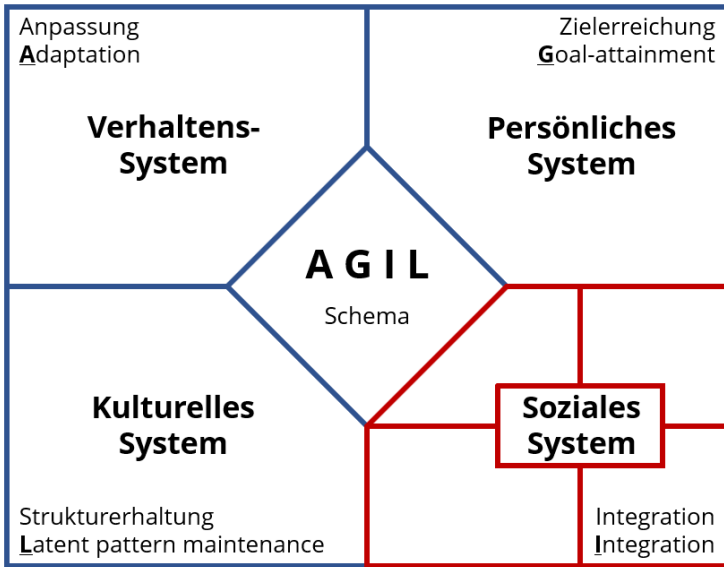 Anpassung
Adaptation
Verhaltens-
System
Zielerreichung
Goal-attainment
Persönliches
System
A G I L
Schema
Kulturelles
System
Strukturerhaltung
Latent pattern maintenance
Soziales
System
Integration
Integration